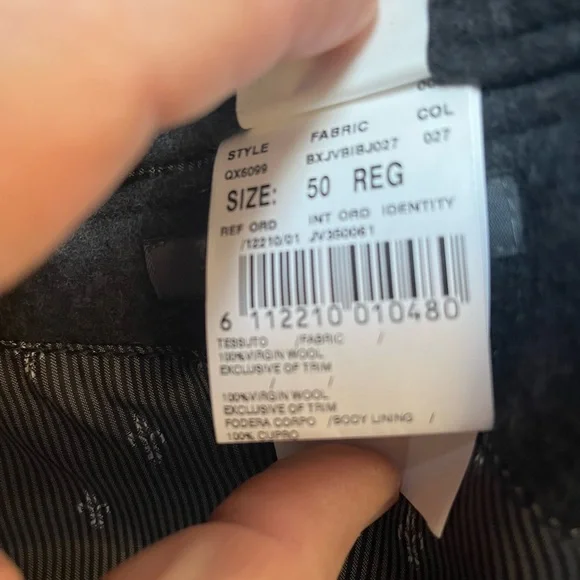 STYLE FABRIC COL
QX6099 BXJVBIBJ027 027
SIZE: 50 REG
REF ORD INT ORD IDENTITY
/12210/01 JV350061
6 112210 010480
TESSUTO /FABRIC /
100%VIRGIN WOOL
EXCLUSIVE OF TRIM
/ /
100%VIRGIN WOOL
EXCLUSIVE OF TRIM
FODERA CORPO /BODY LINING /
100% CUPRO